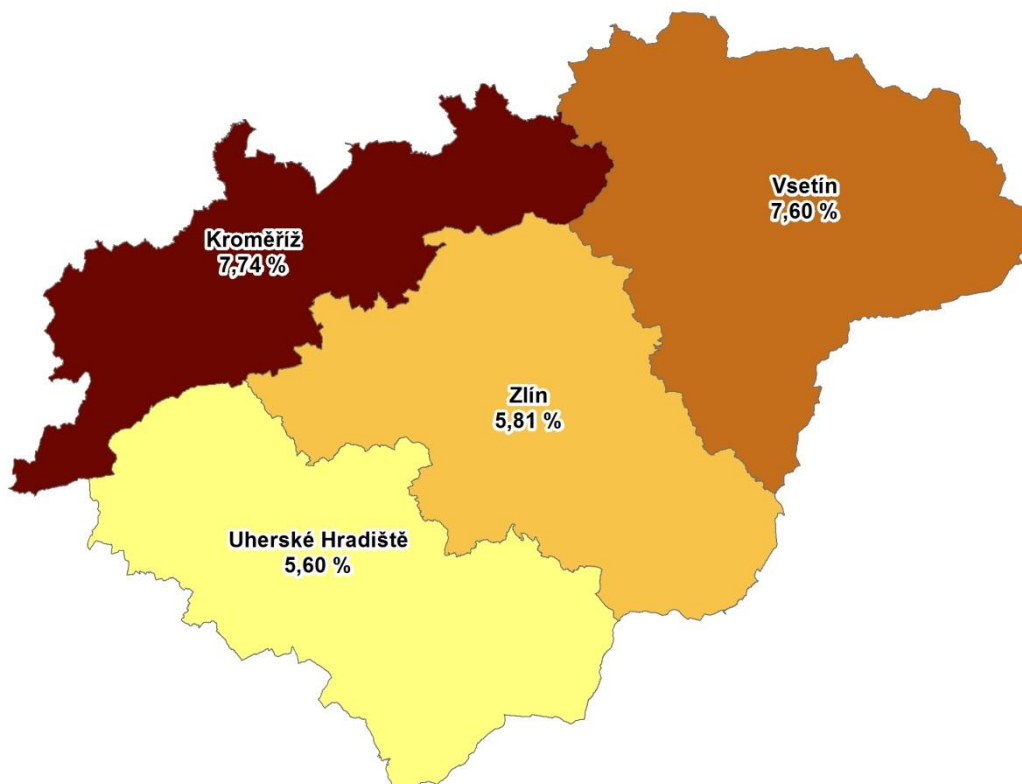 Vsetín
7,60 %
Kroměříž
7,74 %
Zlín
5,81 %
Uherské Hradiště
5,60 %